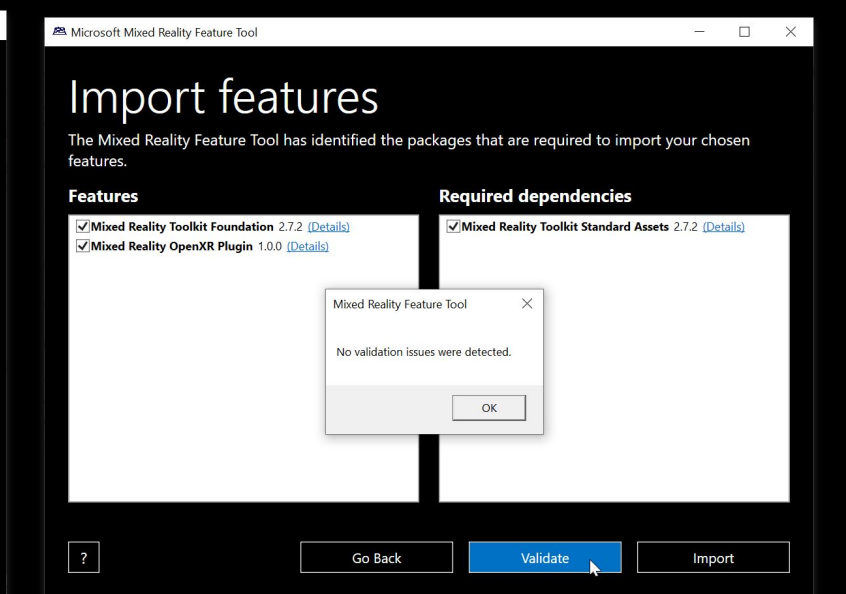 Microsoft Mixed Reality Feature Tool
Import features
The Mixed Reality Feature Tool has identified the packages that are required to import your chosen
features.
Features
Required dependencies
Mixed Reality Toolkit Foundation 2.7.2 (Details)
Mixed Reality OpenXR Plugin 1.0.0 (Details)
Mixed Reality Toolkit Standard Assets 2.7.2 (Details)
Mixed Reality Feature Tool
No validation issues were detected.
OK
?
Go Back
Validate
Import